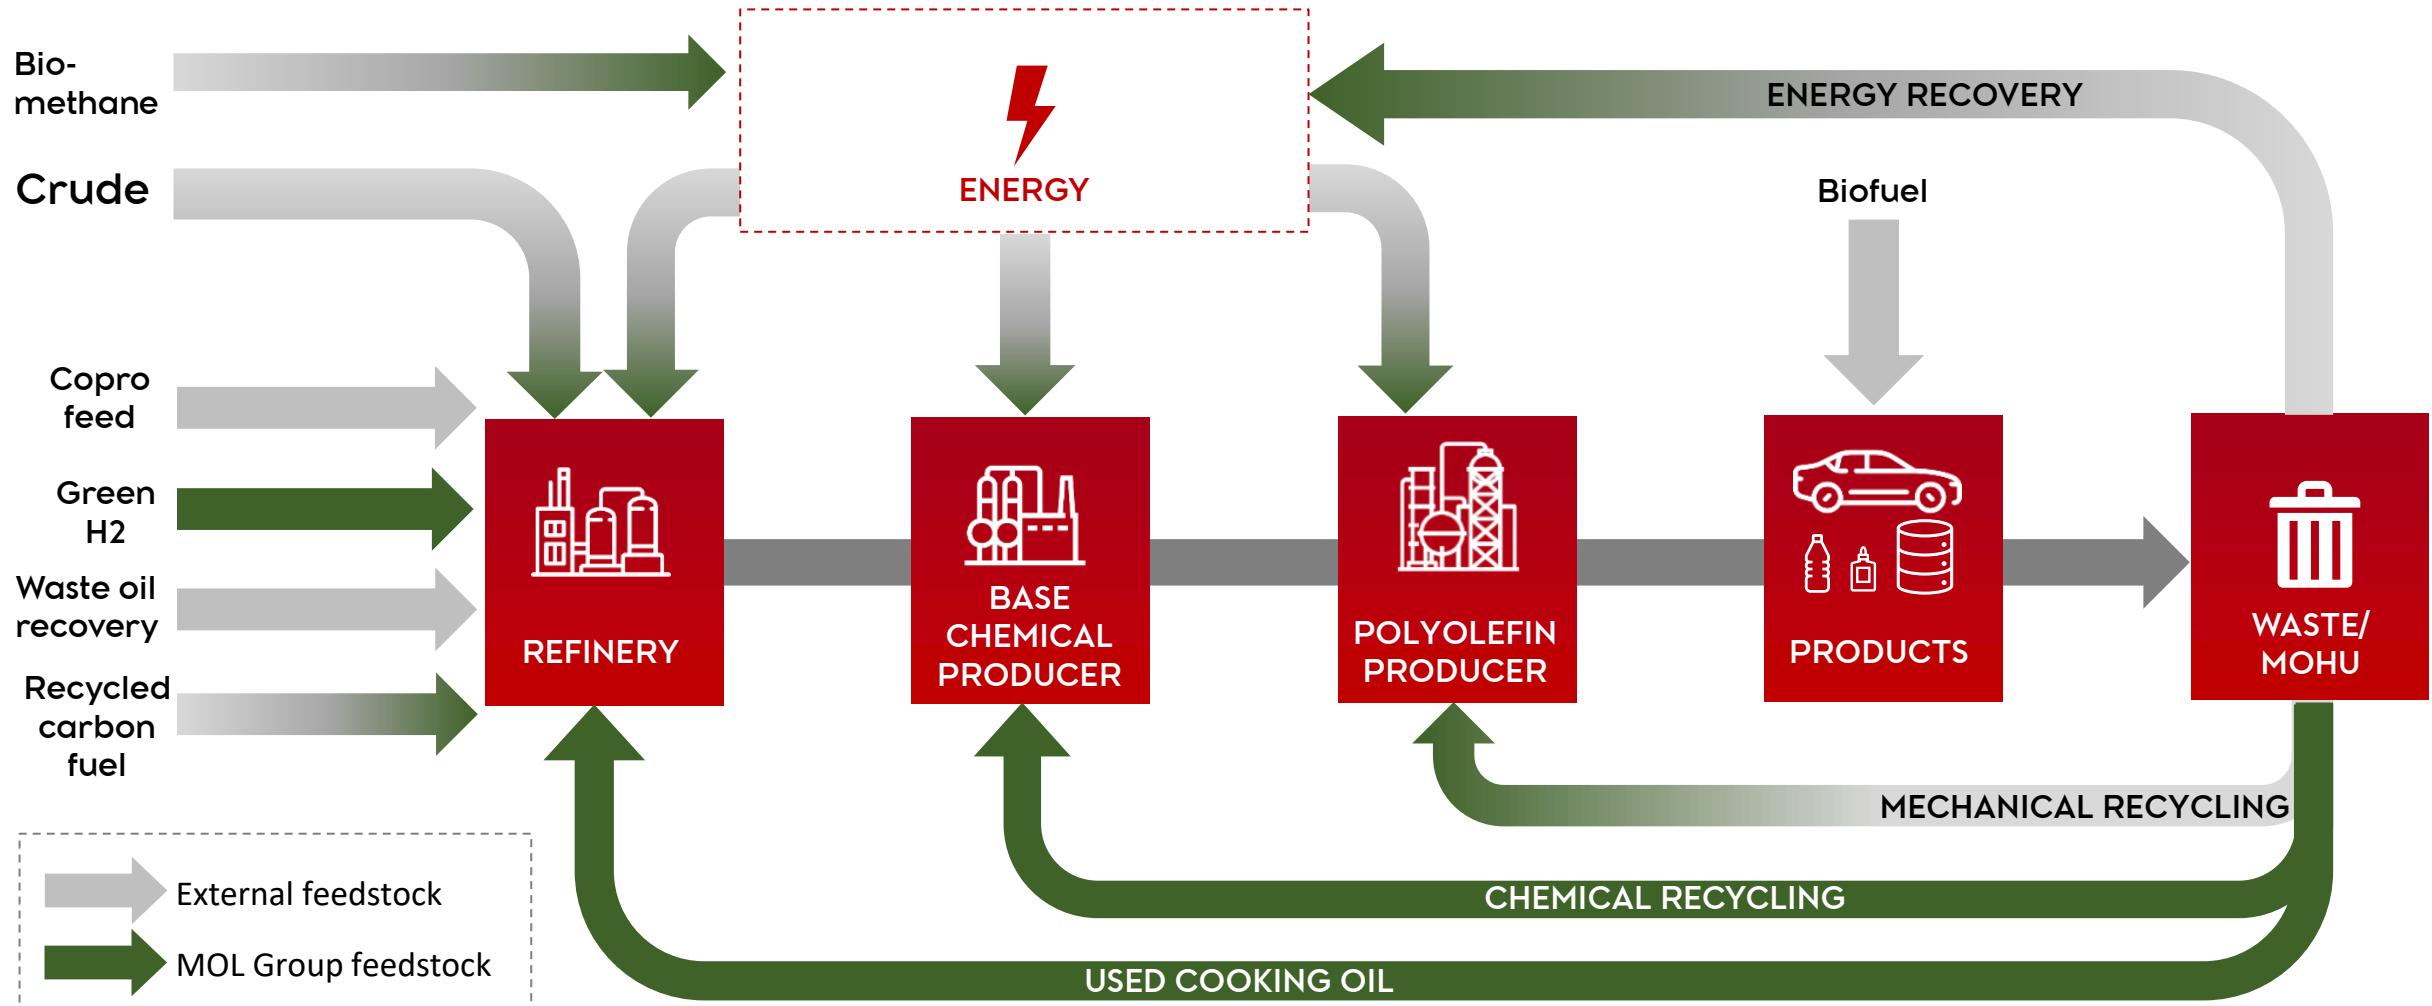 Bio-
methane
ENERGY RECOVERY
Crude
ENERGY
Biofuel
Copro
feed
Green
H2
Waste oil
recovery
Recycled
carbon
fuel
REFINERY
BASE
CHEMICAL
PRODUCER
POLYOLEFIN
PRODUCER
PRODUCTS
WASTE/
MOHU
MECHANICAL RECYCLING
CHEMICAL RECYCLING
USED COOKING OIL
External feedstock
MOL Group feedstock